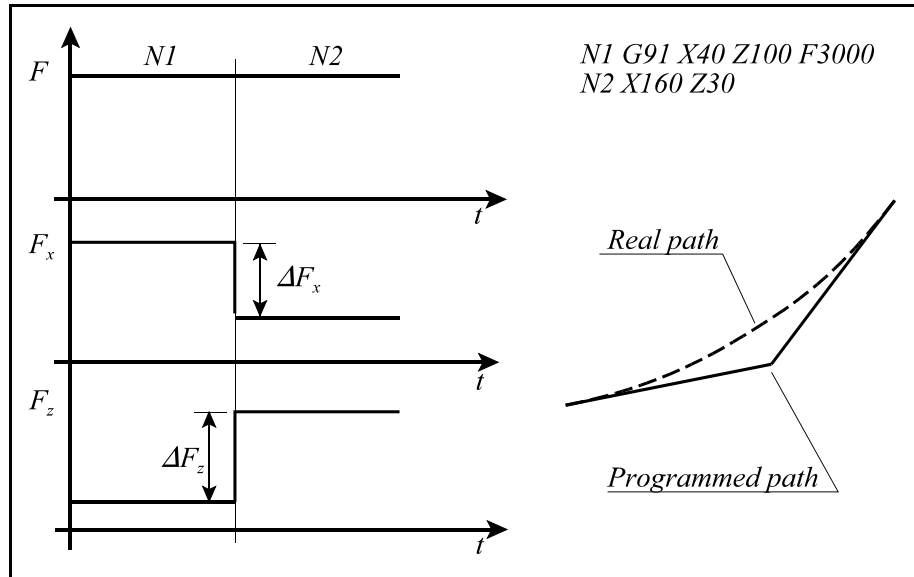 N1 G91 X40 Z100 F3000
N2 X160 Z30
F
N1
N2
t
Fx
ΔFx
t
Fz
ΔFz
t
Real path
Programmed path